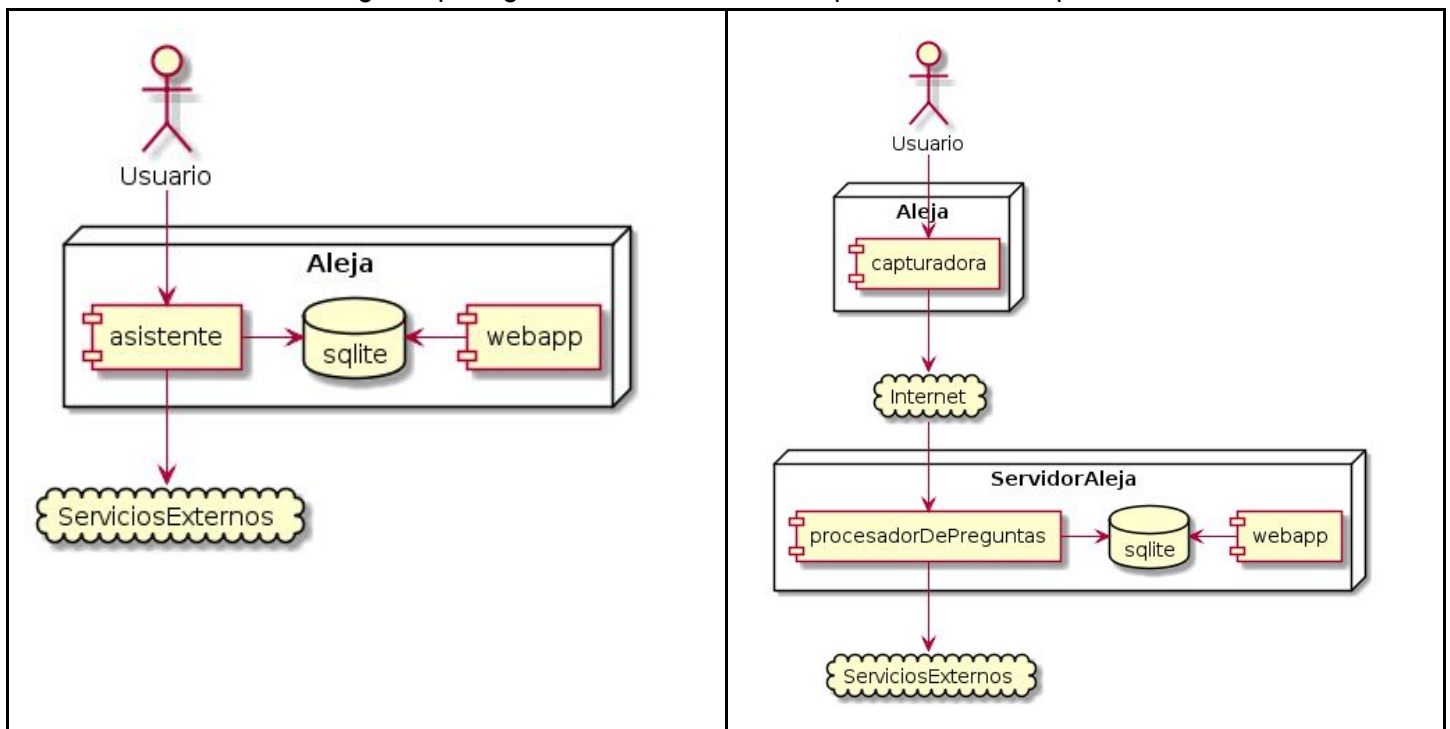 Usuario
Aleja
asistente
sqlite
webapp
ServiciosExternos
Usuario
Aleja
capturadora
Internet
ServidorAleja
procesadorDePreguntas
sqlite
webapp
ServiciosExternos